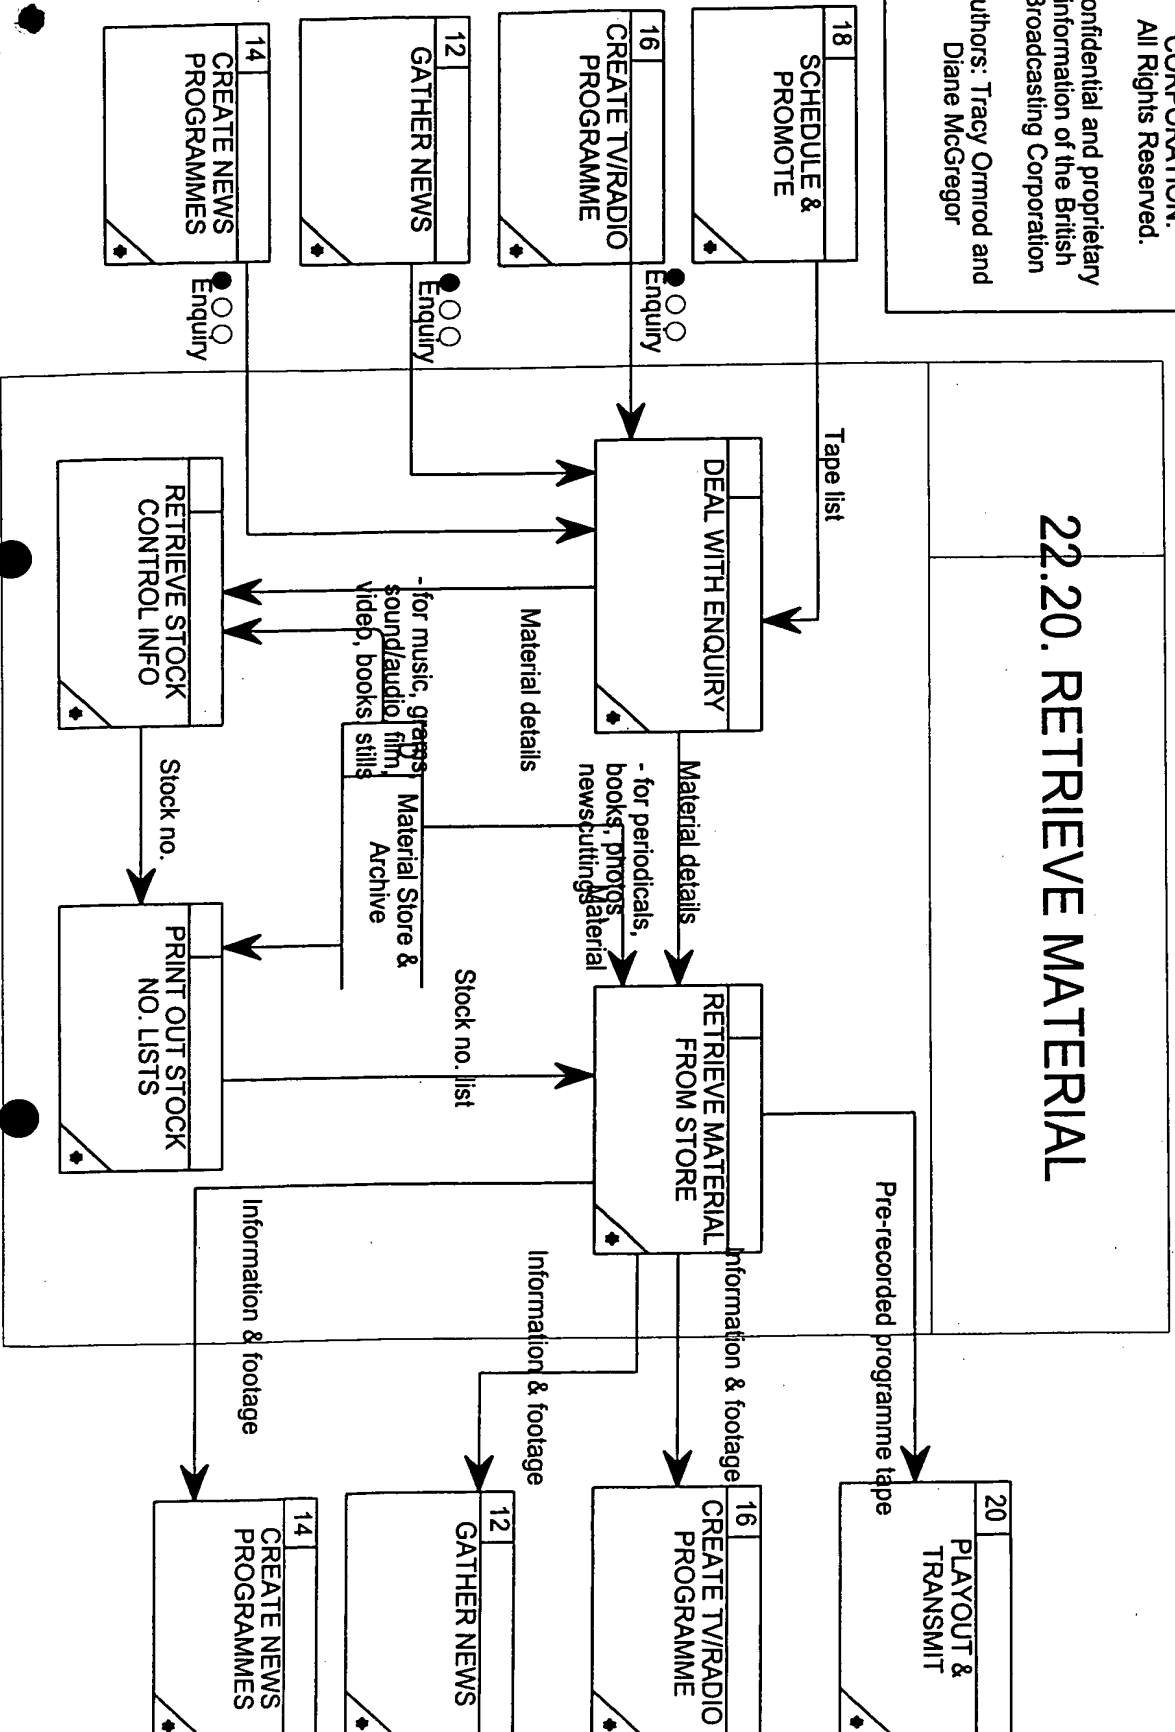 CORPORATION.
All Rights Reserved.
onfidential and proprietary
information of the British
Broadcasting Corporation
uthors: Tracy Ormrod and
Diane McGregor
22.20. RETRIEVE MATERIAL
18
SCHEDULE &
PROMOTE
Tape list
16
CREATE TV/RADIO
PROGRAMME
Enquiry
12
GATHER NEWS
Enquiry
14
CREATE NEWS
PROGRAMMES
Enquiry
DEAL WITH ENQUIRY
Material details
- for periodicals,
books, photos,
newscuttings
Material
Material details
- for music, grams,
sound/audio, film,
video, books, stills
D
Material Store &
Archive
RETRIEVE STOCK
CONTROL INFO
Stock no.
PRINT OUT STOCK
NO. LISTS
Stock no. list
RETRIEVE MATERIAL
FROM STORE
Pre-recorded programme tape
Information & footage
Information & footage
Information & footage
20
PLAYOUT &
TRANSMIT
16
CREATE TV/RADIO
PROGRAMME
12
GATHER NEWS
14
CREATE NEWS
PROGRAMMES